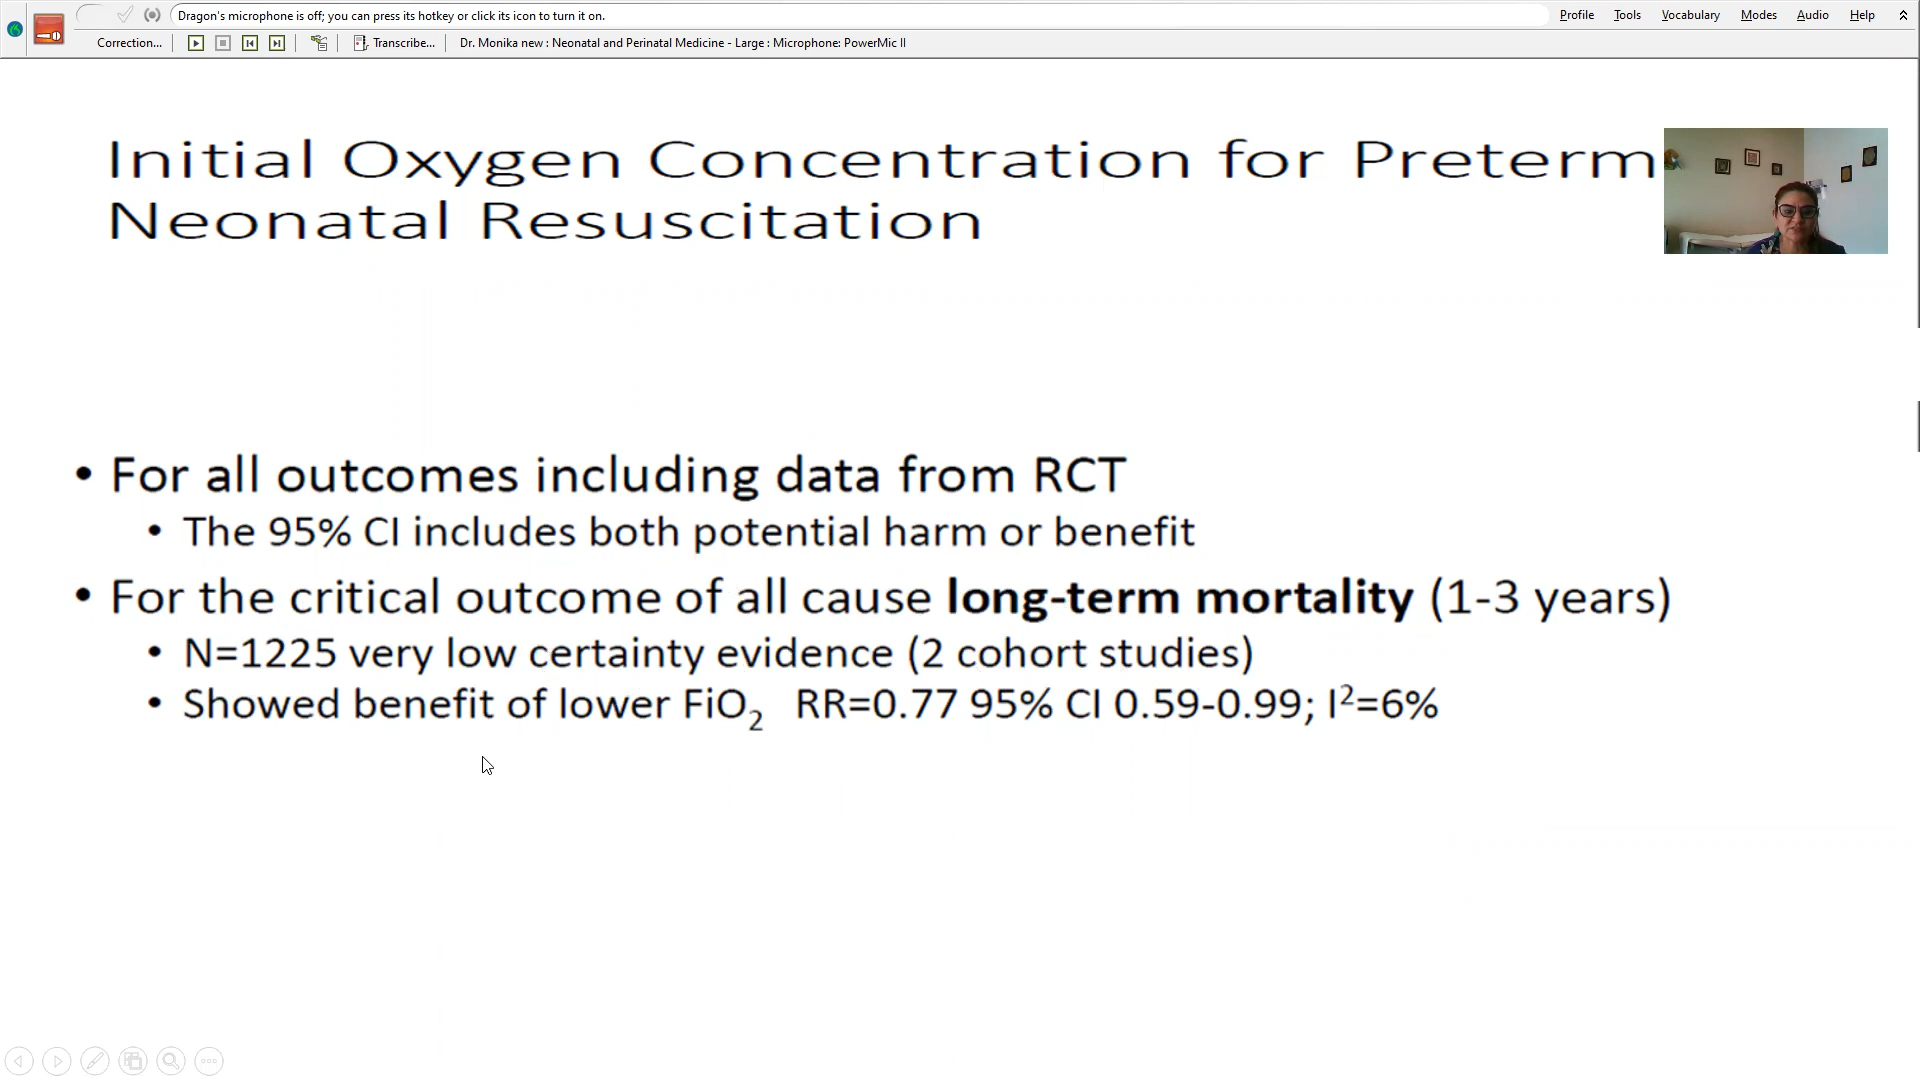 Dragon's microphone is off; you can press its hotkey or click its icon to turn it on.
Profile Tools Vocabulary Modes Audio Help
Correction... Transcribe... Dr. Monika new : Neonatal and Perinatal Medicine - Large : Microphone: PowerMic II
Initial Oxygen Concentration for Preterm
Neonatal Resuscitation
• For all outcomes including data from RCT
• The 95% CI includes both potential harm or benefit
• For the critical outcome of all cause long-term mortality (1-3 years)
• N=1225 very low certainty evidence (2 cohort studies)
• Showed benefit of lower FiO₂ RR=0.77 95% CI 0.59-0.99; I²=6%